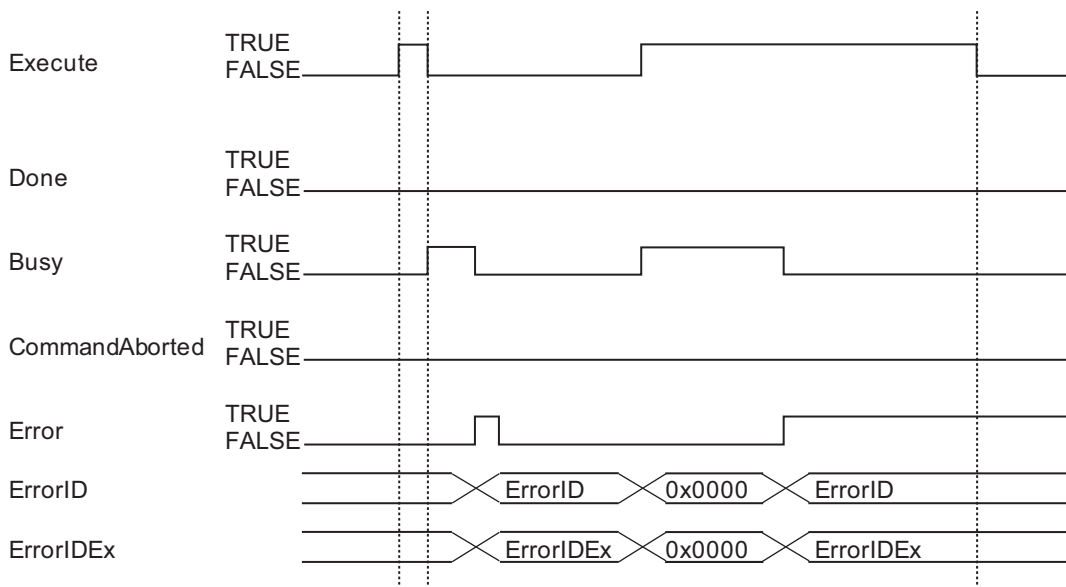 Execute
TRUE
FALSE
Done
TRUE
FALSE
Busy
TRUE
FALSE
CommandAborted
TRUE
FALSE
Error
TRUE
FALSE
ErrorID
ErrorID 0x0000 ErrorID
ErrorIDEx
ErrorIDEx 0x0000 ErrorIDEx